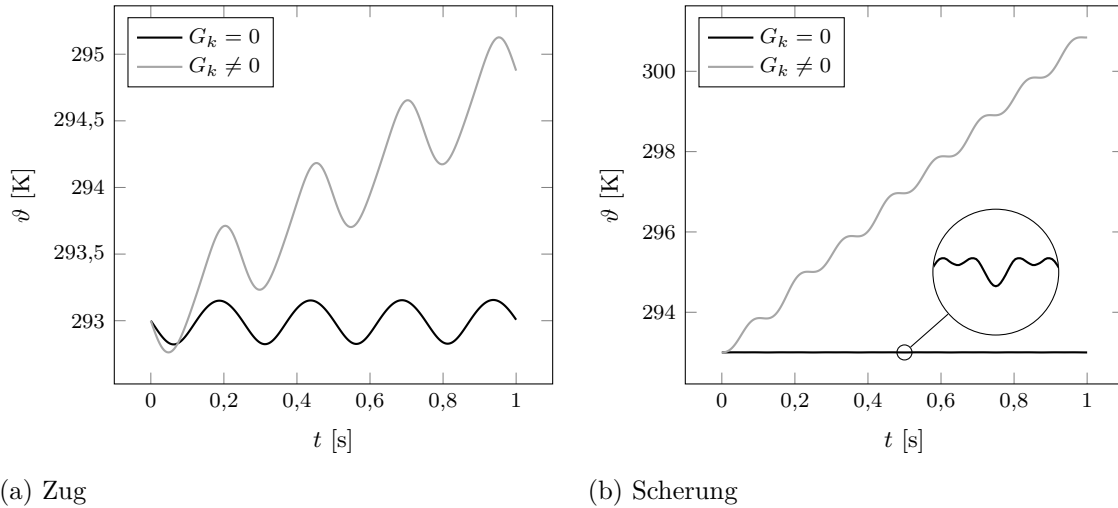 G_k = 0
G_k ≠ 0
295
294,5
294
293,5
293
ϑ [K]
0
0,2
0,4
0,6
0,8
1
t [s]
(a) Zug
G_k = 0
G_k ≠ 0
300
298
296
294
ϑ [K]
0
0,2
0,4
0,6
0,8
1
t [s]
(b) Scherung